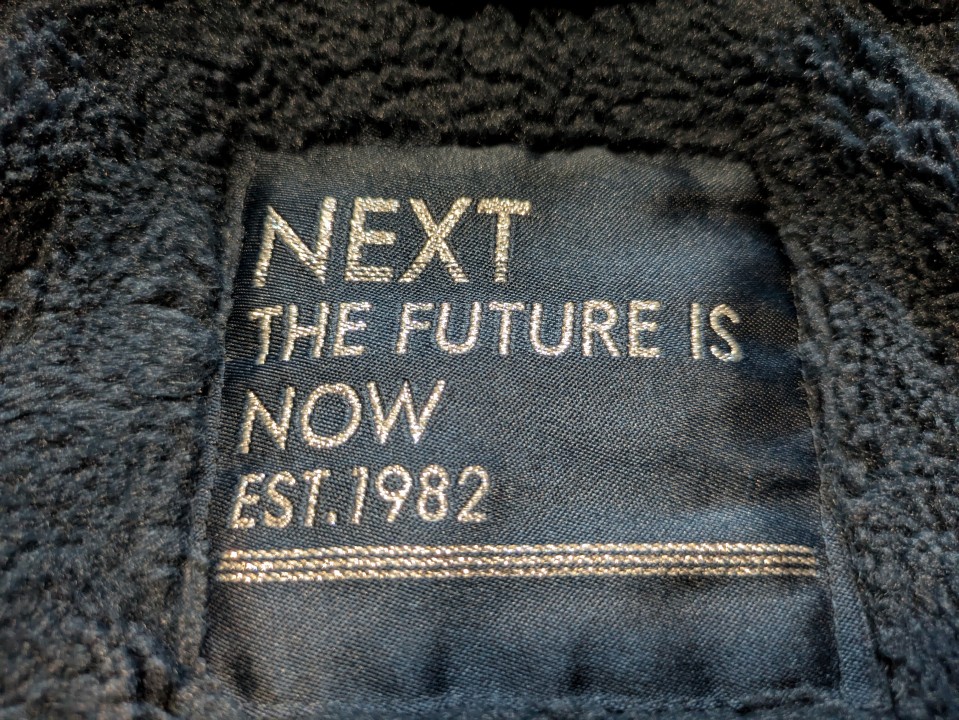 NEXT
THE FUTURE IS
NOW
EST. 1982